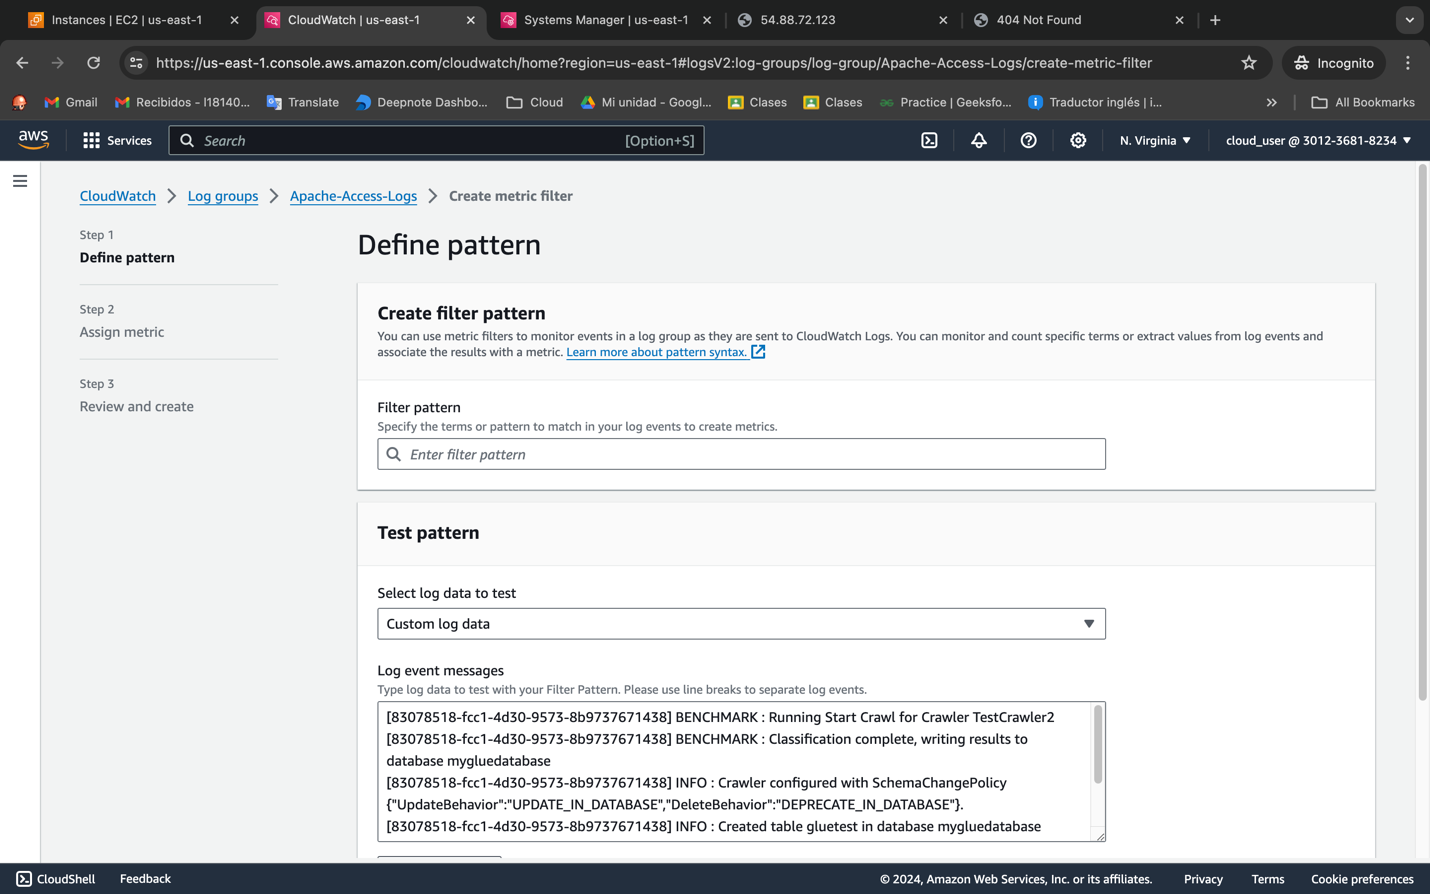 Instances | EC2 | us-east-1
CloudWatch | us-east-1
Systems Manager | us-east-1
54.88.72.123
404 Not Found
https://us-east-1.console.aws.amazon.com/cloudwatch/home?region=us-east-1#logsV2:log-groups/log-group/Apache-Access-Logs/create-metric-filter
Incognito
Gmail
Recibidos - l18140...
Translate
Deepnote Dashbo...
Cloud
Mi unidad - Googl...
Clases
Clases
Practice | Geeksfo...
Traductor inglés | i...
All Bookmarks
aws
Services
Search
[Option+S]
N. Virginia
cloud_user @ 3012-3681-8234
CloudWatch
Log groups
Apache-Access-Logs
Create metric filter
Step 1
Define pattern
Step 2
Assign metric
Step 3
Review and create
Define pattern
Create filter pattern
You can use metric filters to monitor events in a log group as they are sent to CloudWatch Logs. You can monitor and count specific terms or extract values from log events and
associate the results with a metric. Learn more about pattern syntax.
Filter pattern
Specify the terms or pattern to match in your log events to create metrics.
Enter filter pattern
Test pattern
Select log data to test
Custom log data
Log event messages
Type log data to test with your Filter Pattern. Please use line breaks to separate log events.
[83078518-fcc1-4d30-9573-8b9737671438] BENCHMARK : Running Start Crawl for Crawler TestCrawler2
[83078518-fcc1-4d30-9573-8b9737671438] BENCHMARK : Classification complete, writing results to
database mygluedatabase
[83078518-fcc1-4d30-9573-8b9737671438] INFO : Crawler configured with SchemaChangePolicy
{"UpdateBehavior":"UPDATE_IN_DATABASE","DeleteBehavior":"DEPRECATE_IN_DATABASE"}.
[83078518-fcc1-4d30-9573-8b9737671438] INFO : Created table gluetest in database mygluedatabase
CloudShell
Feedback
© 2024, Amazon Web Services, Inc. or its affiliates.
Privacy
Terms
Cookie preferences